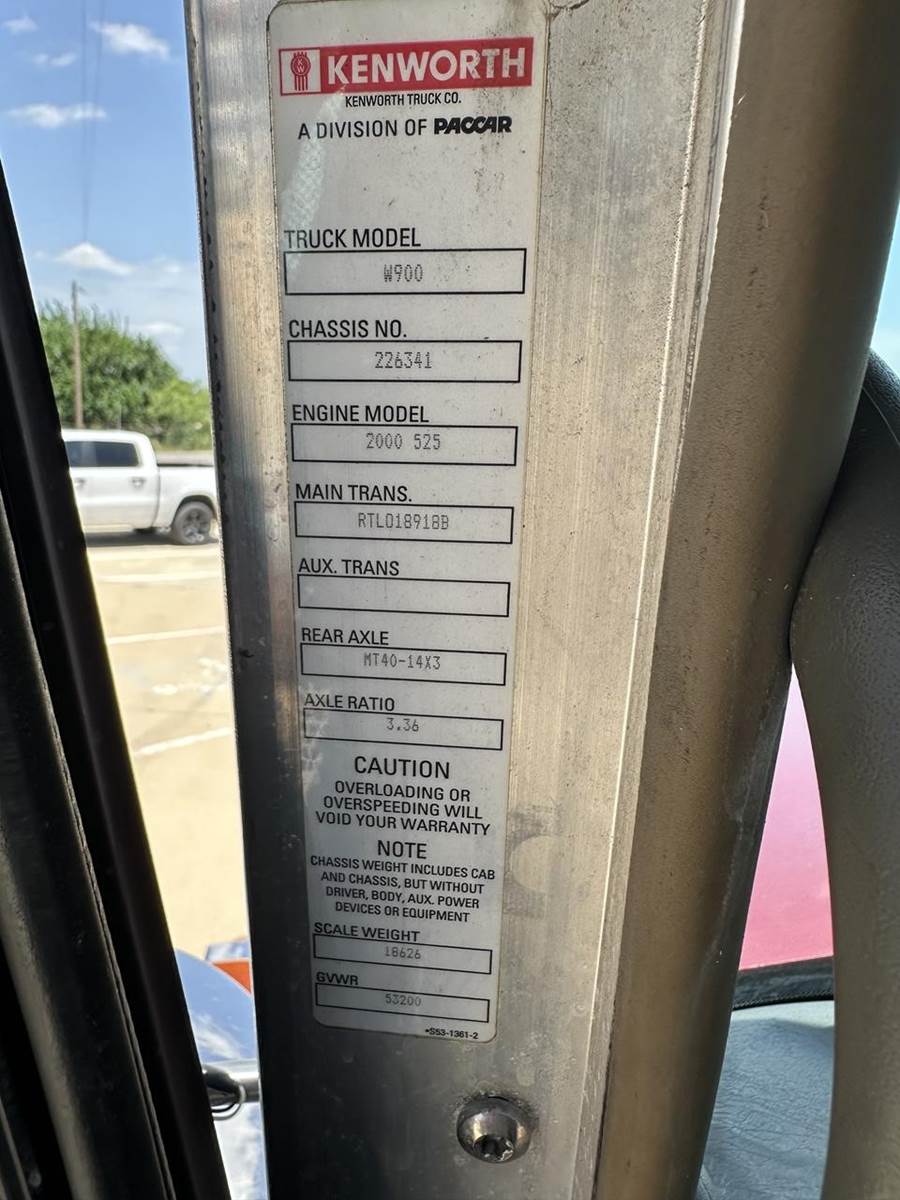 KW KENWORTH
KENWORTH TRUCK CO.
A DIVISION OF PACCAR
TRUCK MODEL
W900
CHASSIS NO.
226341
ENGINE MODEL
2000 525
MAIN TRANS.
RTLO18918B
AUX. TRANS
REAR AXLE
MT40-14X3
AXLE RATIO
3.36
CAUTION
OVERLOADING OR
OVERSPEEDING WILL
VOID YOUR WARRANTY
NOTE
CHASSIS WEIGHT INCLUDES CAB
AND CHASSIS, BUT WITHOUT
DRIVER, BODY, AUX. POWER
DEVICES OR EQUIPMENT
SCALE WEIGHT
18626
GVWR
53200
*S53-1361-2